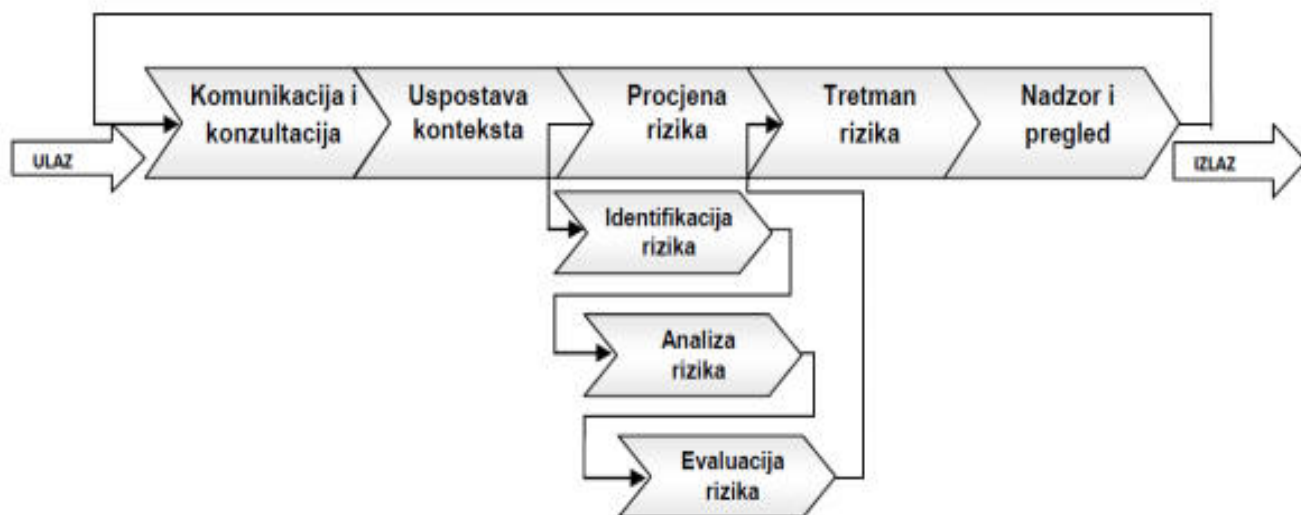 Komunikacija i
konzultacija
Uspostava
konteksta
Procjena
rizika
Tretman
rizika
Nadzor i
pregled
ULAZ
IZLAZ
Identifikacija
rizika
Analiza
rizika
Evaluacija
rizika